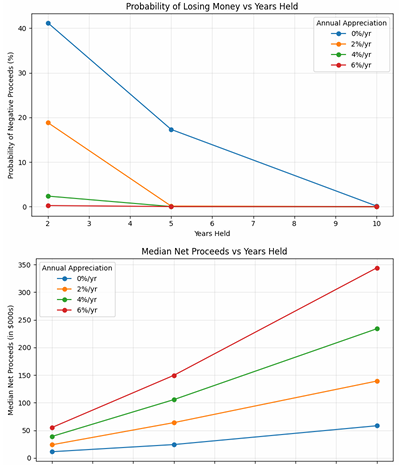 Probability of Losing Money vs Years Held
Probability of Negative Proceeds (%)
40
30
20
10
0
Annual Appreciation
0%/yr
2%/yr
4%/yr
6%/yr
2 3 4 5 6 7 8 9 10
Years Held
Median Net Proceeds vs Years Held
Median Net Proceeds (in $000s)
350
300
250
200
150
100
50
0
Annual Appreciation
0%/yr
2%/yr
4%/yr
6%/yr